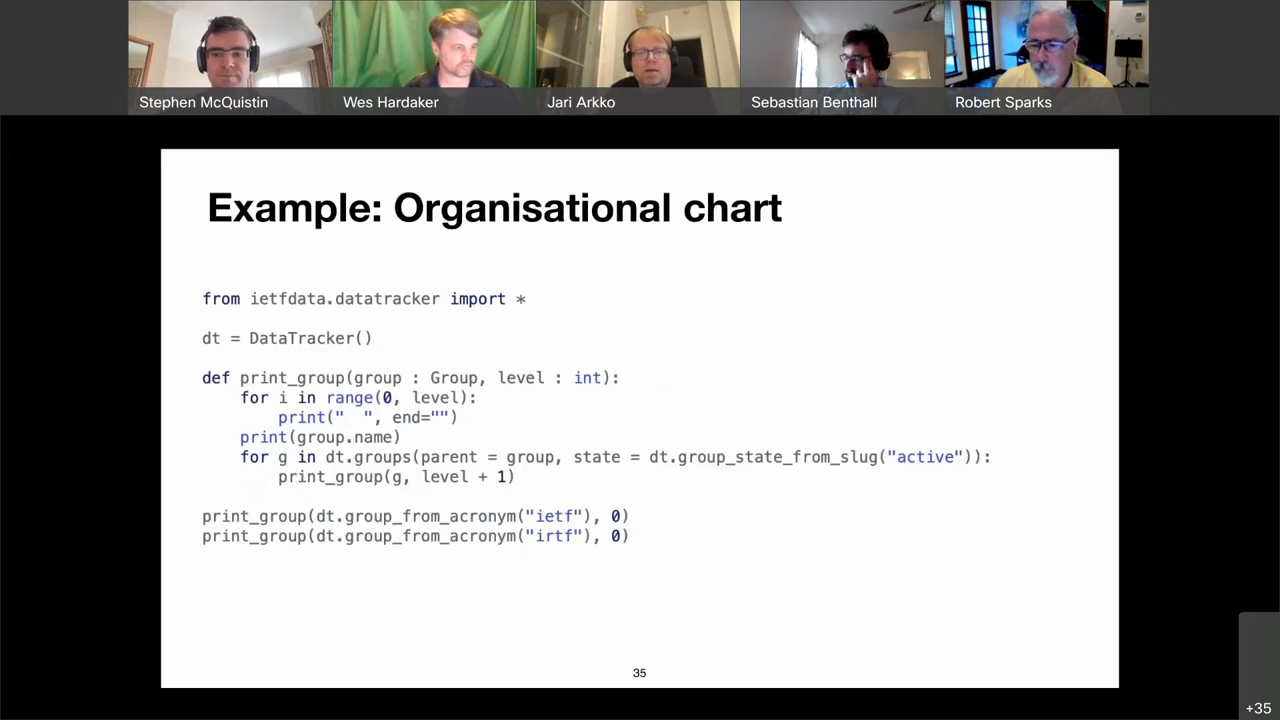 Stephen McQuistin
Wes Hardaker
Jari Arkko
Sebastian Benthall
Robert Sparks
Example: Organisational chart
from ietfdata.datatracker import *
dt = DataTracker()
def print_group(group : Group, level : int):
    for i in range(0, level):
        print("  ", end="")
    print(group.name)
    for g in dt.groups(parent = group, state = dt.group_state_from_slug("active")):
        print_group(g, level + 1)
print_group(dt.group_from_acronym("ietf"), 0)
print_group(dt.group_from_acronym("irtf"), 0)
35
+35